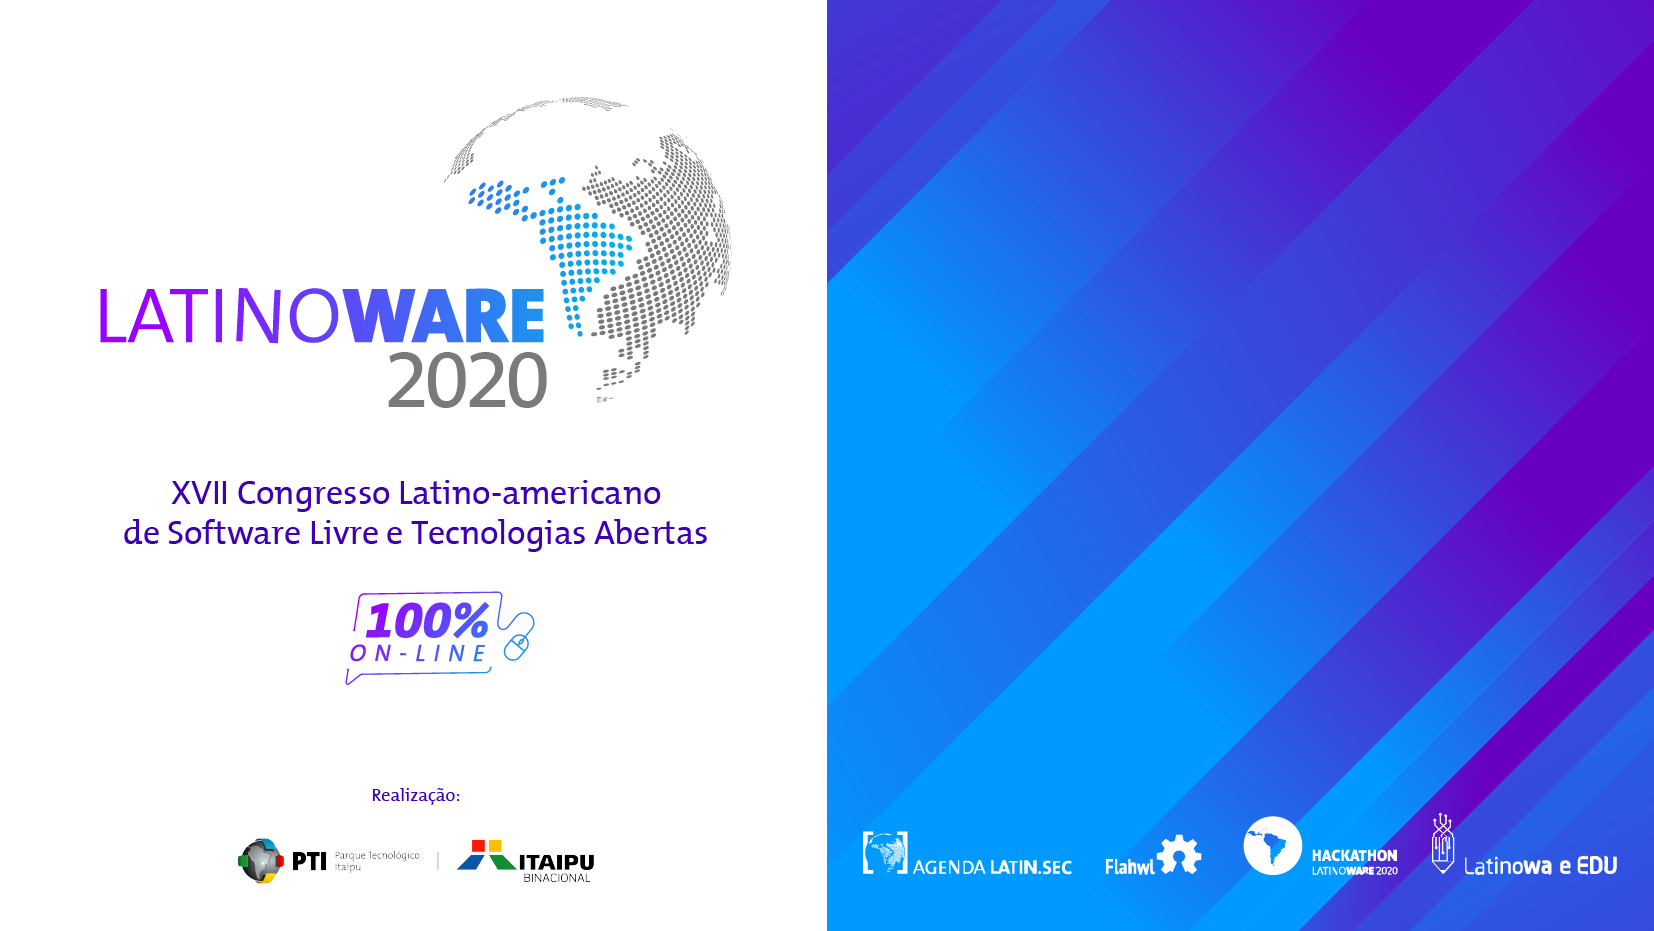 LATINOWARE
2020
XVII Congresso Latino-americano
de Software Livre e Tecnologias Abertas
100%
ON-LINE
Realização:
PTI Parque Tecnológico
Itaipu
ITAIPU
BINACIONAL
AGENDA LATIN.SEC
Flahwl
HACKATHON
LATINOWARE 2020
Latinowa e EDU